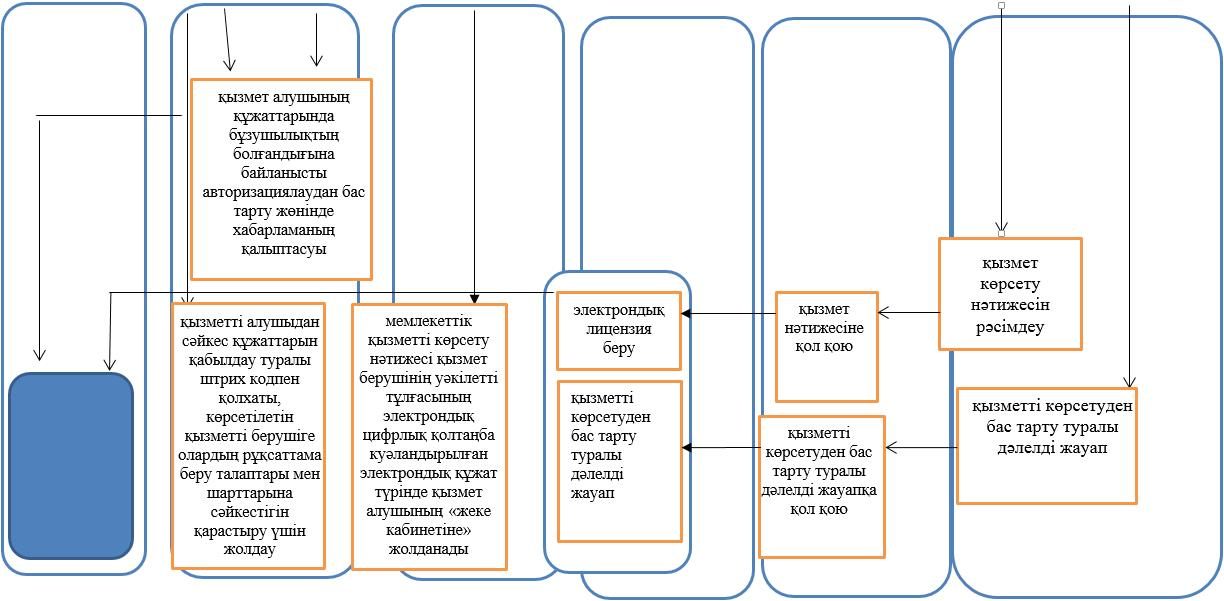 қызмет алушының
құжаттарында
бұзушылықтың
болғандығына
байланысты
авторизациялаудан бас
тарту жөнінде
хабарламаның
қалыптасуы
қызметті алушыдан
сәйкес құжаттарын
қабылдау туралы
штрих кодпен
қолхаты,
көрсетілетін
қызметті берушіге
олардың рұқсаттама
беру талаптары мен
шарттарына
сәйкестігін
қарастыру үшін
жолдау
мемлекеттік
қызметті көрсету
нәтижесі қызмет
берушінің уәкілетті
тұлғасының
электрондық
цифрлық қолтаңба
куәландырылған
электрондық құжат
түрінде қызмет
алушының «жеке
кабинетіне»
жолданады
электрондық
лицензия
беру
қызметті
көрсетуден
бас тарту
туралы
дәлелді
жауап
қызмет
нәтижесіне
қол қою
қызметті
көрсетуден бас
тарту туралы
дәлелді жауапқа
қол қою
қызмет
көрсету
нәтижесін
рәсімдеу
қызметті көрсетуден
бас тарту туралы
дәлелді жауап